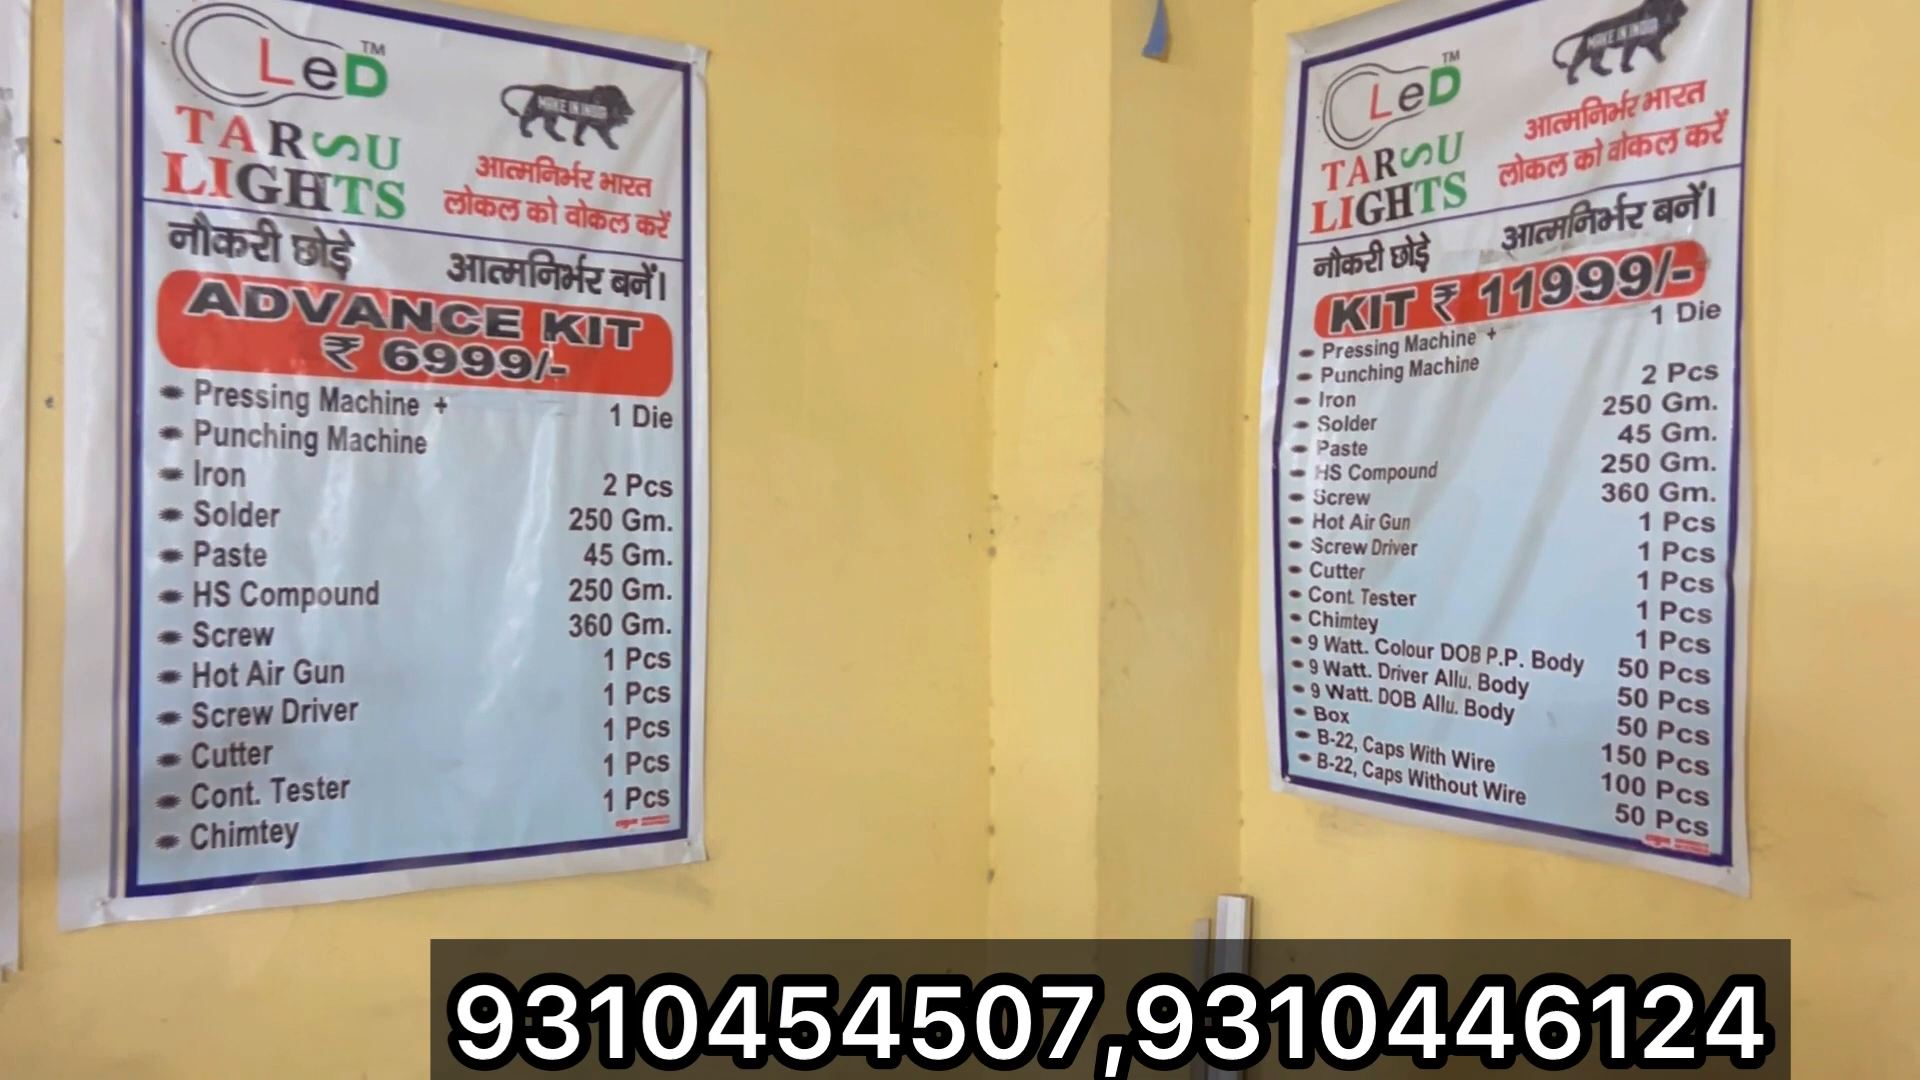 LeD TM
MAKE IN INDIA
TARSU
LIGHTS
आत्मनिर्भर भारत
लोकल को वोकल करें
नौकरी छोड़े आत्मनिर्भर बनें।
ADVANCE KIT
₹ 6999/-
Pressing Machine + 1 Die
Punching Machine
Iron 2 Pcs
Solder 250 Gm.
Paste 45 Gm.
HS Compound 250 Gm.
Screw 360 Gm.
Hot Air Gun 1 Pcs
Screw Driver 1 Pcs
Cutter 1 Pcs
Cont. Tester 1 Pcs
Chimtey 1 Pcs
LeD TM
MAKE IN INDIA
TARSU
LIGHTS
आत्मनिर्भर भारत
लोकल को वोकल करें
नौकरी छोड़े आत्मनिर्भर बनें।
KIT ₹ 11999/-
Pressing Machine + 1 Die
Punching Machine
Iron 2 Pcs
Solder 250 Gm.
Paste 45 Gm.
HS Compound 250 Gm.
Screw 360 Gm.
Hot Air Gun 1 Pcs
Screw Driver 1 Pcs
Cutter 1 Pcs
Cont. Tester 1 Pcs
Chimtey 1 Pcs
9 Watt. Colour DOB P.P. Body 50 Pcs
9 Watt. Driver Allu. Body 50 Pcs
9 Watt. DOB Allu. Body 50 Pcs
Box 150 Pcs
B-22, Caps With Wire 100 Pcs
B-22, Caps Without Wire 50 Pcs
9310454507,9310446124